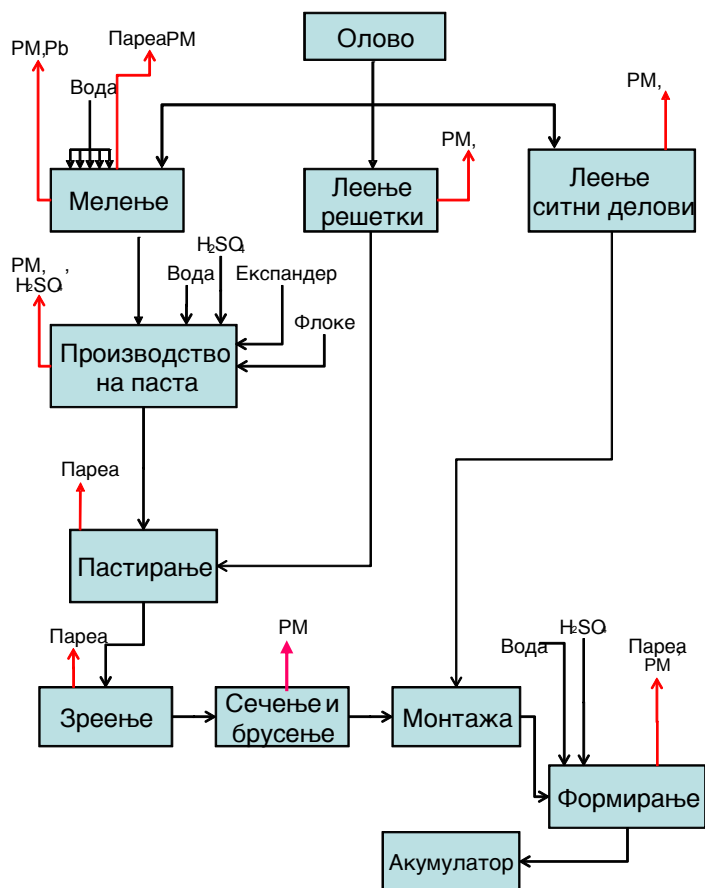 Олово
PM,Pb
ПареаPM
Вода
PM,
PM,
Мелење
Леење
решетки
Леење
ситни делови
PM,
H₂SO₄,
H₂SO₄
Вода
Експандер
Флоке
Производство
на паста
Пареа
Пастирање
Пареа
PM
Вода
H₂SO₄
Пареа
PM
Зреење
Сечење и
брусење
Монтажа
Формирање
Акумулатор